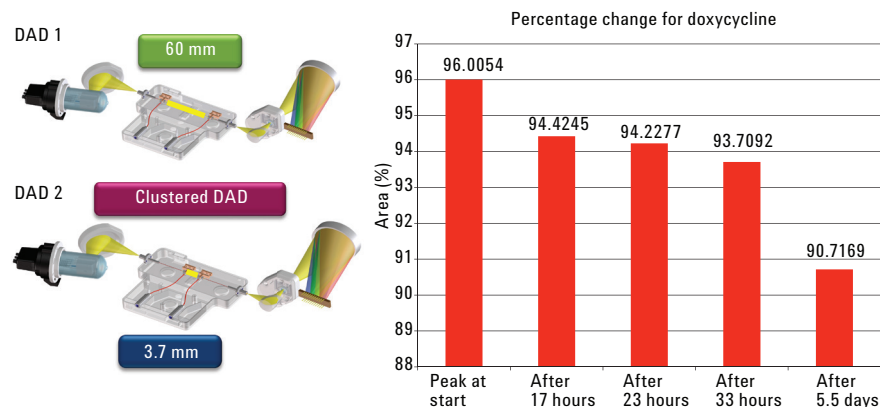 DAD 1
60 mm
DAD 2
Clustered DAD
3.7 mm
Percentage change for doxycycline
Area (%)
97
96
95
94
93
92
91
90
89
88
96.0054
94.4245
94.2277
93.7092
90.7169
Peak at
start
After
17 hours
After
23 hours
After
33 hours
After
5.5 days